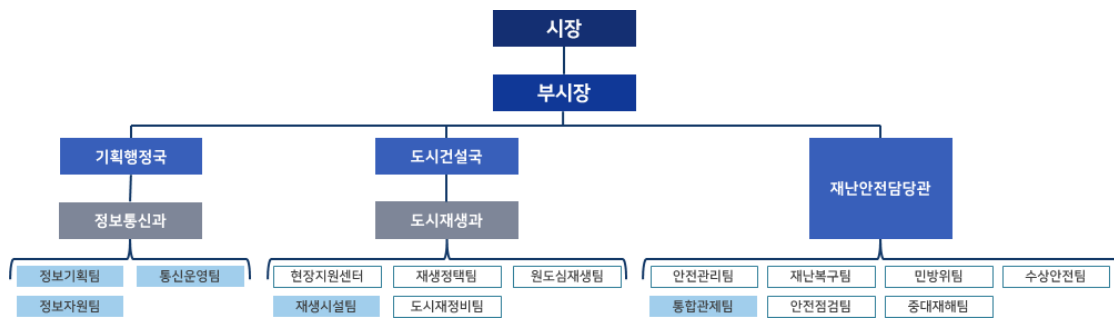 시장
부시장
기획행정국
도시건설국
재난안전담당관
정보통신과
도시재생과
정보기획팀
통신운영팀
정보자원팀
현장지원센터
재생정택팀
원도심재생팀
재생시설팀
도시재정비팀
안전관리팀
재난복구팀
민방위팀
수상안전팀
통합관제팀
안전점검팀
중대재해팀